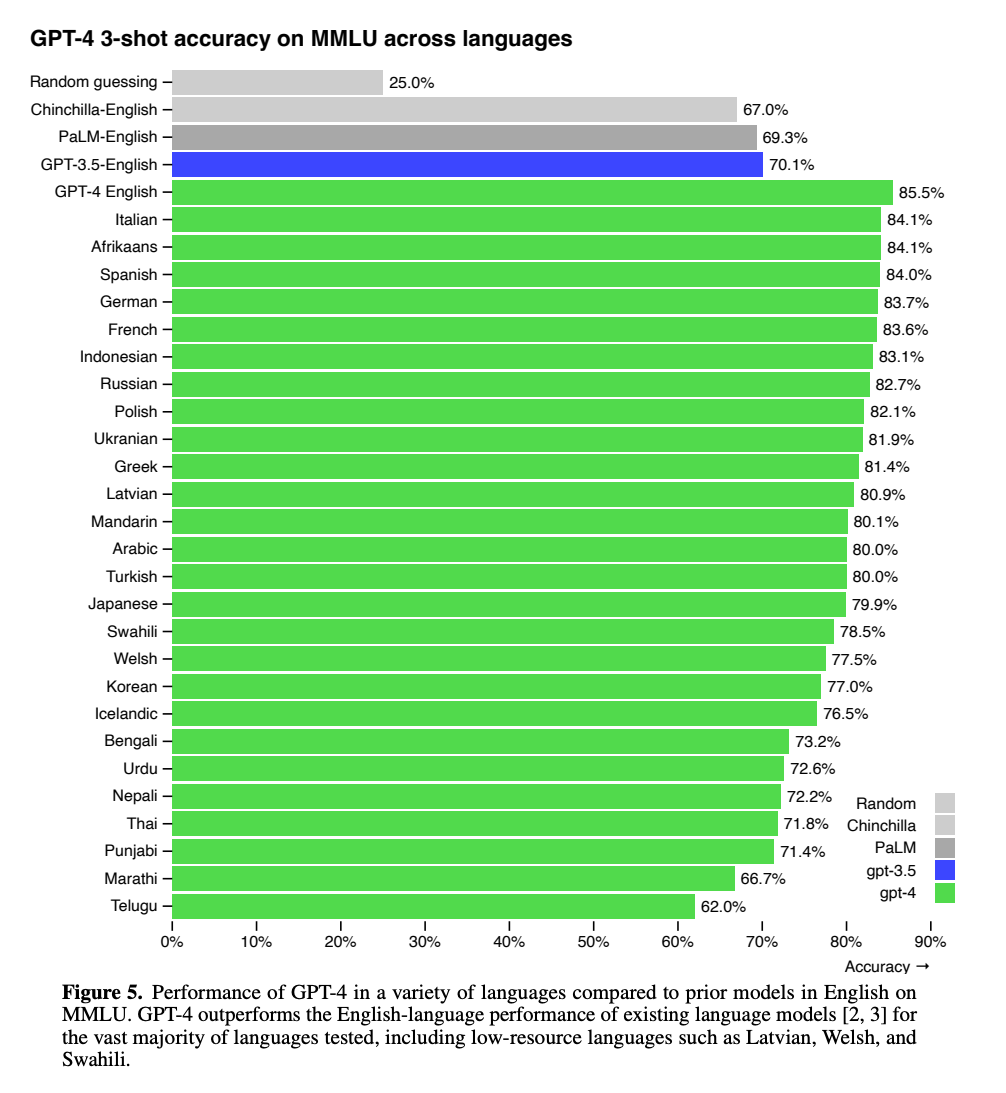 GPT-4 3-shot accuracy on MMLU across languages
Random guessing 25.0%
Chinchilla-English 67.0%
PaLM-English 69.3%
GPT-3.5-English 70.1%
GPT-4 English 85.5%
Italian 84.1%
Afrikaans 84.1%
Spanish 84.0%
German 83.7%
French 83.6%
Indonesian 83.1%
Russian 82.7%
Polish 82.1%
Ukranian 81.9%
Greek 81.4%
Latvian 80.9%
Mandarin 80.1%
Arabic 80.0%
Turkish 80.0%
Japanese 79.9%
Swahili 78.5%
Welsh 77.5%
Korean 77.0%
Icelandic 76.5%
Bengali 73.2%
Urdu 72.6%
Nepali 72.2%
Thai 71.8%
Punjabi 71.4%
Marathi 66.7%
Telugu 62.0%
Random
Chinchilla
PaLM
gpt-3.5
gpt-4
0% 10% 20% 30% 40% 50% 60% 70% 80% 90%
Accuracy →
Figure 5. Performance of GPT-4 in a variety of languages compared to prior models in English on
MMLU. GPT-4 outperforms the English-language performance of existing language models [2, 3] for
the vast majority of languages tested, including low-resource languages such as Latvian, Welsh, and
Swahili.